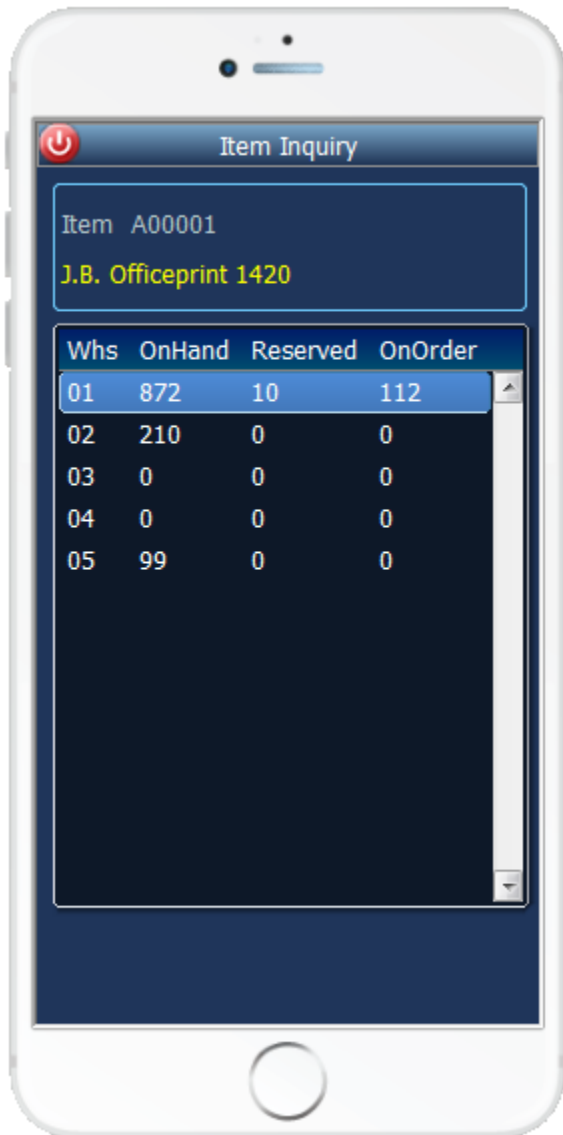 Item Inquiry
Item A00001
J.B. Officeprint 1420
Whs OnHand Reserved OnOrder
01 872 10 112
02 210 0 0
03 0 0 0
04 0 0 0
05 99 0 0